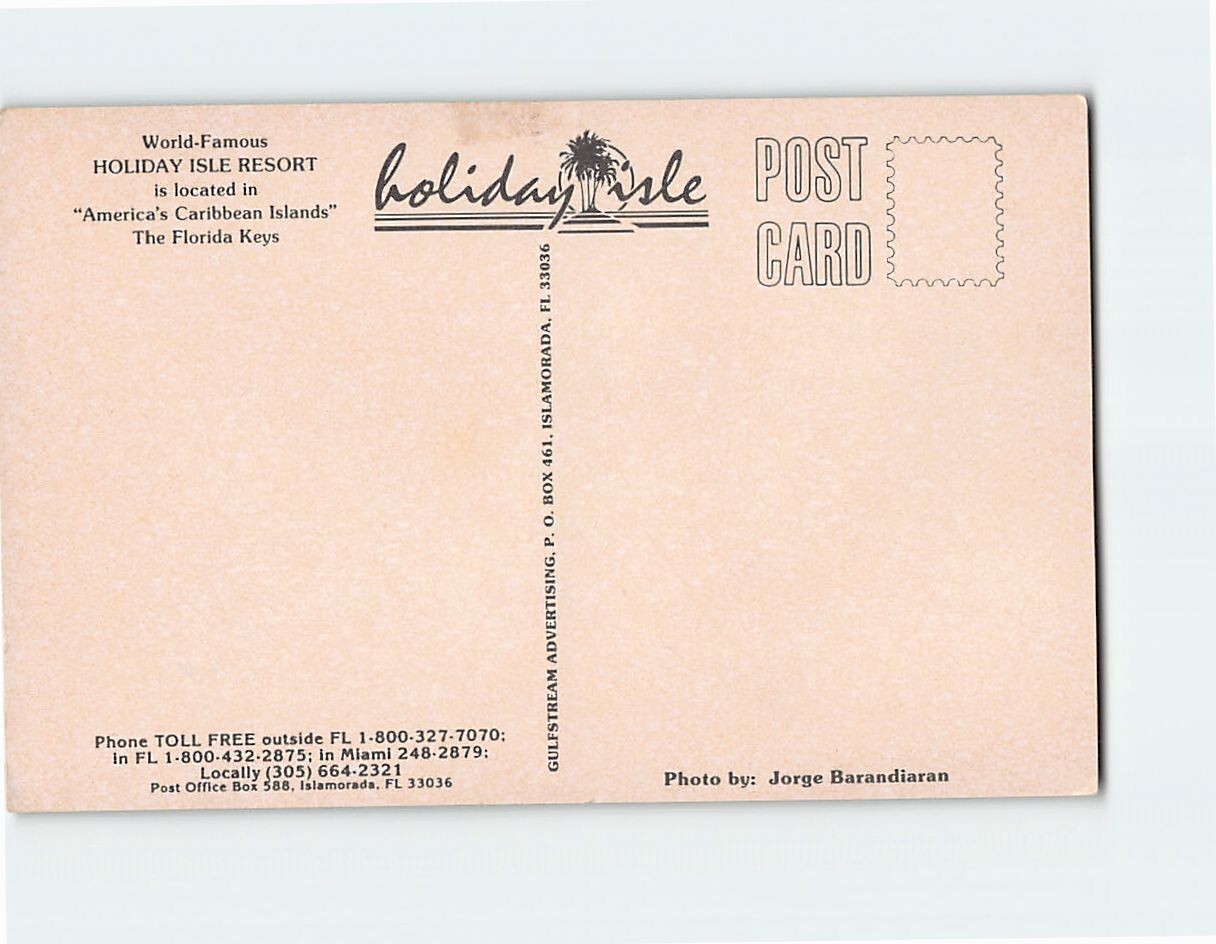 World-Famous
HOLIDAY ISLE RESORT
is located in
"America's Caribbean Islands"
The Florida Keys
holiday isle
POST
CARD
GULFSTREAM ADVERTISING, P. O. BOX 461, ISLAMORADA, FL 33036
Phone TOLL FREE outside FL 1-800-327-7070;
in FL 1-800-432-2875; in Miami 248-2879;
Locally (305) 664-2321
Post Office Box 588, Islamorada, FL 33036
Photo by: Jorge Barandiaran